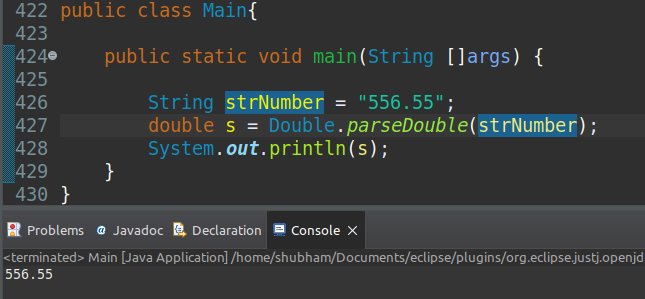 422 public class Main{
423
424 public static void main(String []args) {
425
426 String strNumber = "556.55";
427 double s = Double.parseDouble(strNumber);
428 System.out.println(s);
429 }
430 }
Problems @ Javadoc Declaration Console
<terminated> Main [Java Application] /home/shubham/Documents/eclipse/plugins/org.eclipse.justj.openjd
556.55